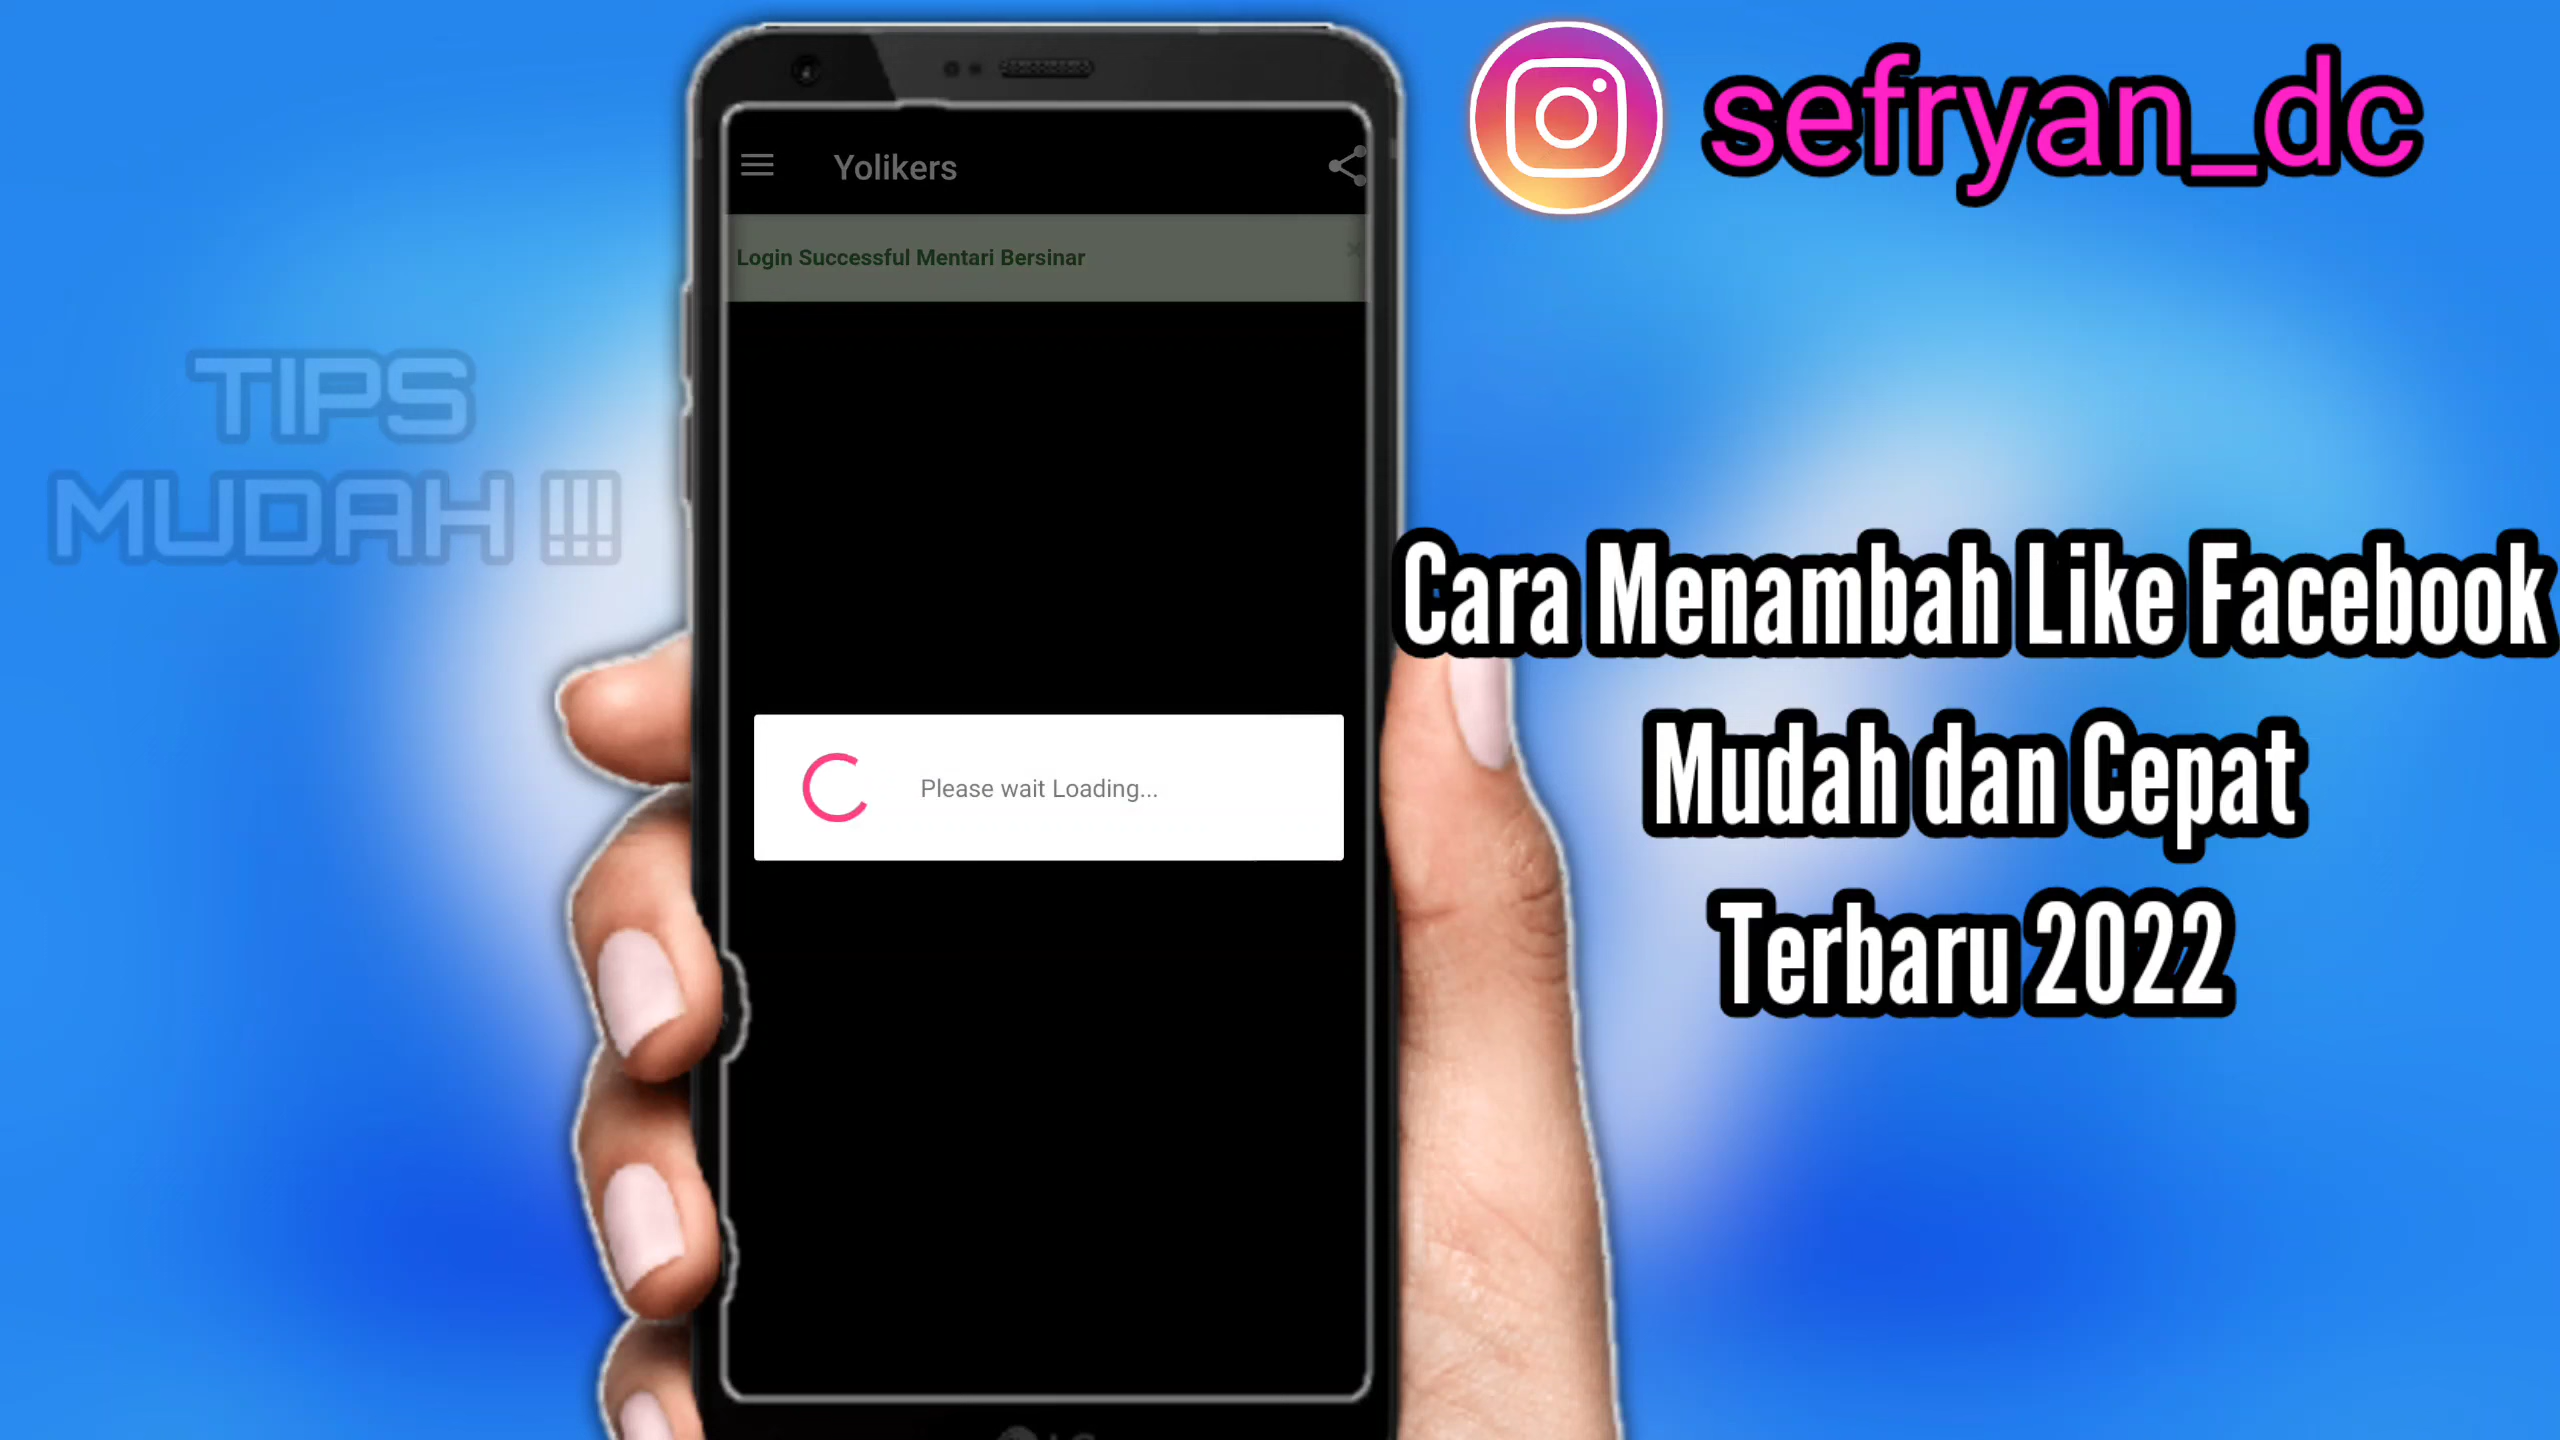 sefryan_dc
Yolikers
Login Successful Mentari Bersinar
TIPS
MUDAH !!!
Cara Menambah Like Facebook
Mudah dan Cepat
Terbaru 2022
Please wait Loading...